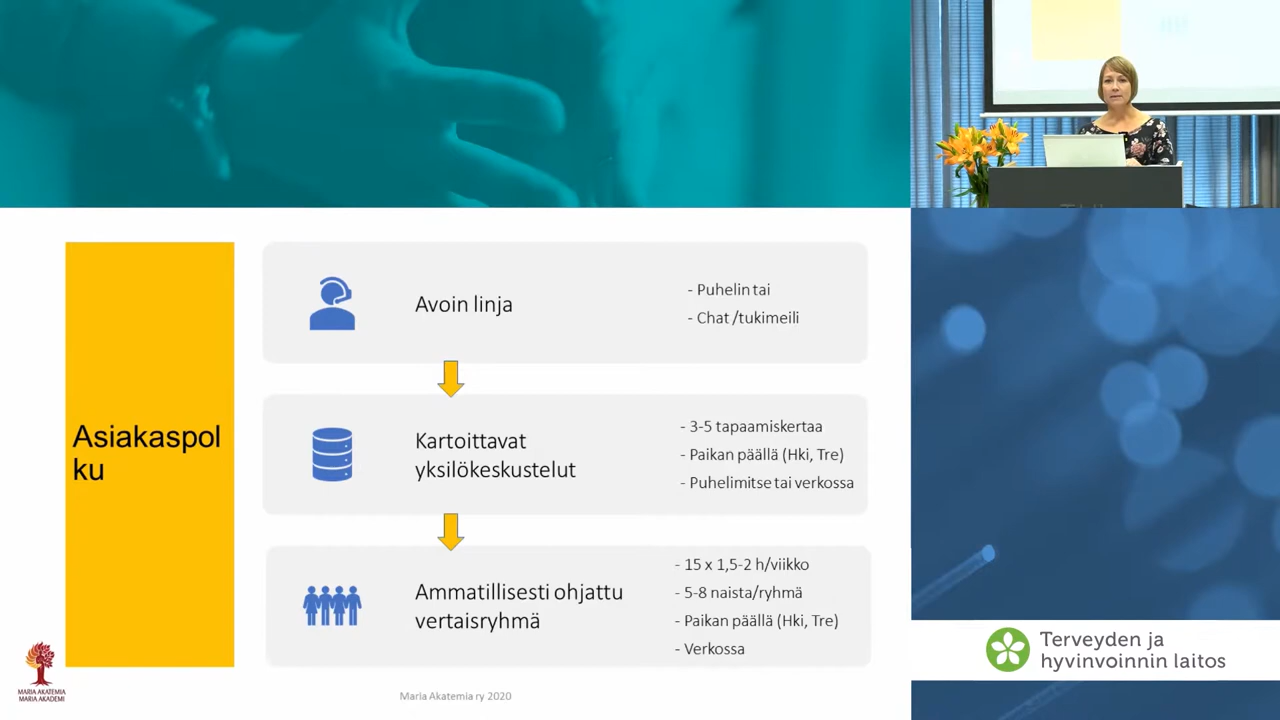 Asiakaspol
ku
Avoin linja
- Puhelin tai
- Chat /tukimeili
Kartoittavat
yksilökeskustelut
- 3-5 tapaamiskertaa
- Paikan päällä (Hki, Tre)
- Puhelimitse tai verkossa
Ammatillisesti ohjattu
vertaisryhmä
- 15 x 1,5-2 h/viikko
- 5-8 naista/ryhmä
- Paikan päällä (Hki, Tre)
- Verkossa
MARIA AKATEMIA
MARIA AKADEMI
Maria Akatemia ry 2020
Terveyden ja
hyvinvoinnin laitos